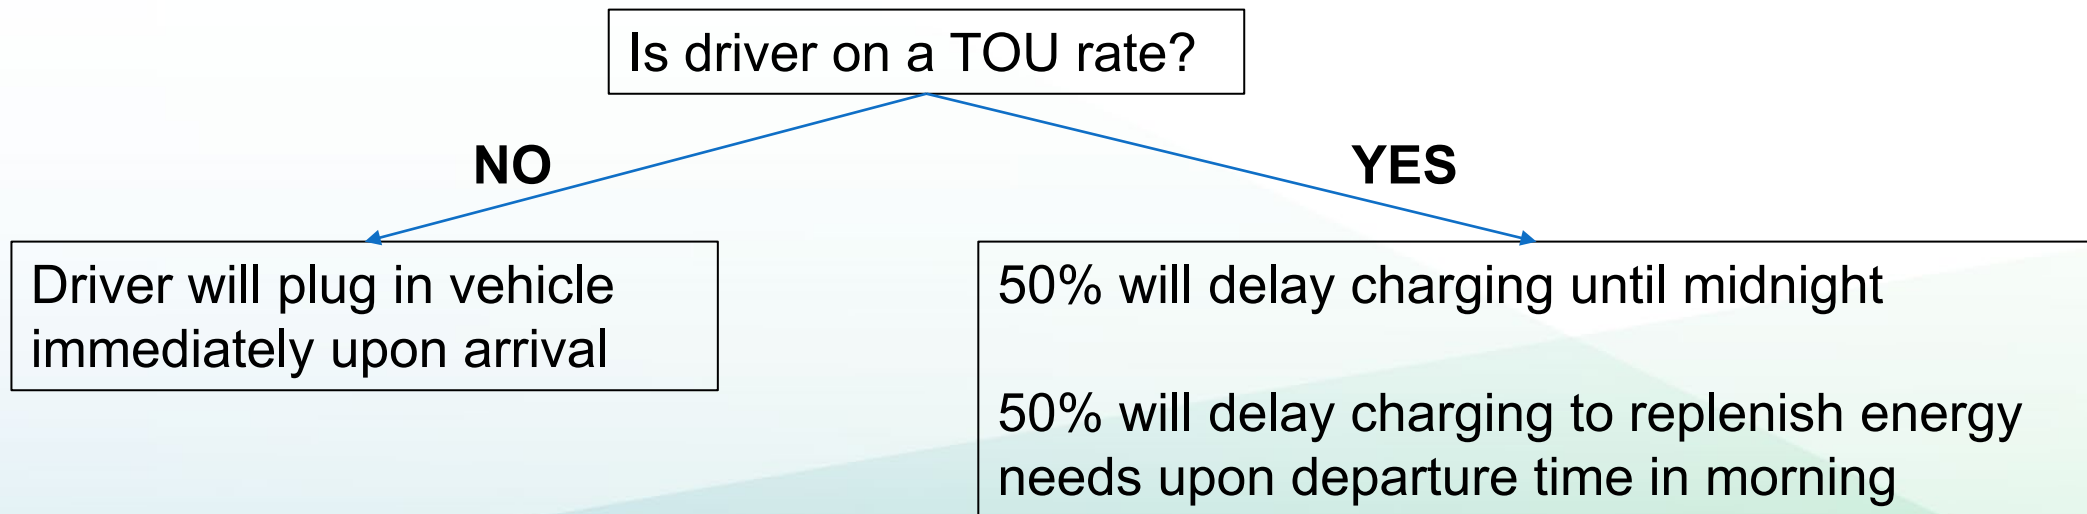 Is driver on a TOU rate?
NO
YES
Driver will plug in vehicle
immediately upon arrival
50% will delay charging until midnight
50% will delay charging to replenish energy
needs upon departure time in morning